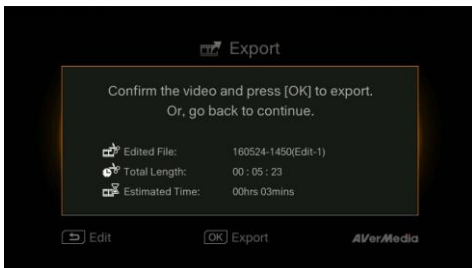 Export
Confirm the video and press [OK] to export.
Or, go back to continue.
Edited File: 160524-1450(Edit-1)
Total Length: 00 : 05 : 23
Estimated Time: 00hrs 03mins
Edit OK Export AVerMedia